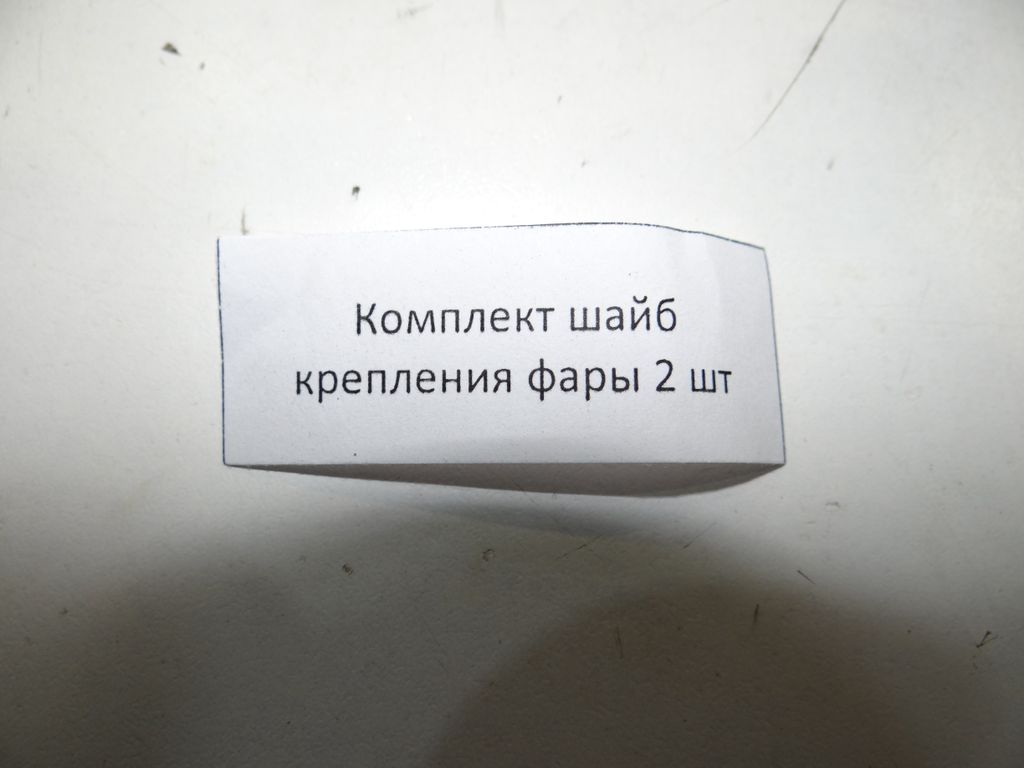 Комплект шайб
крепления фары 2 шт